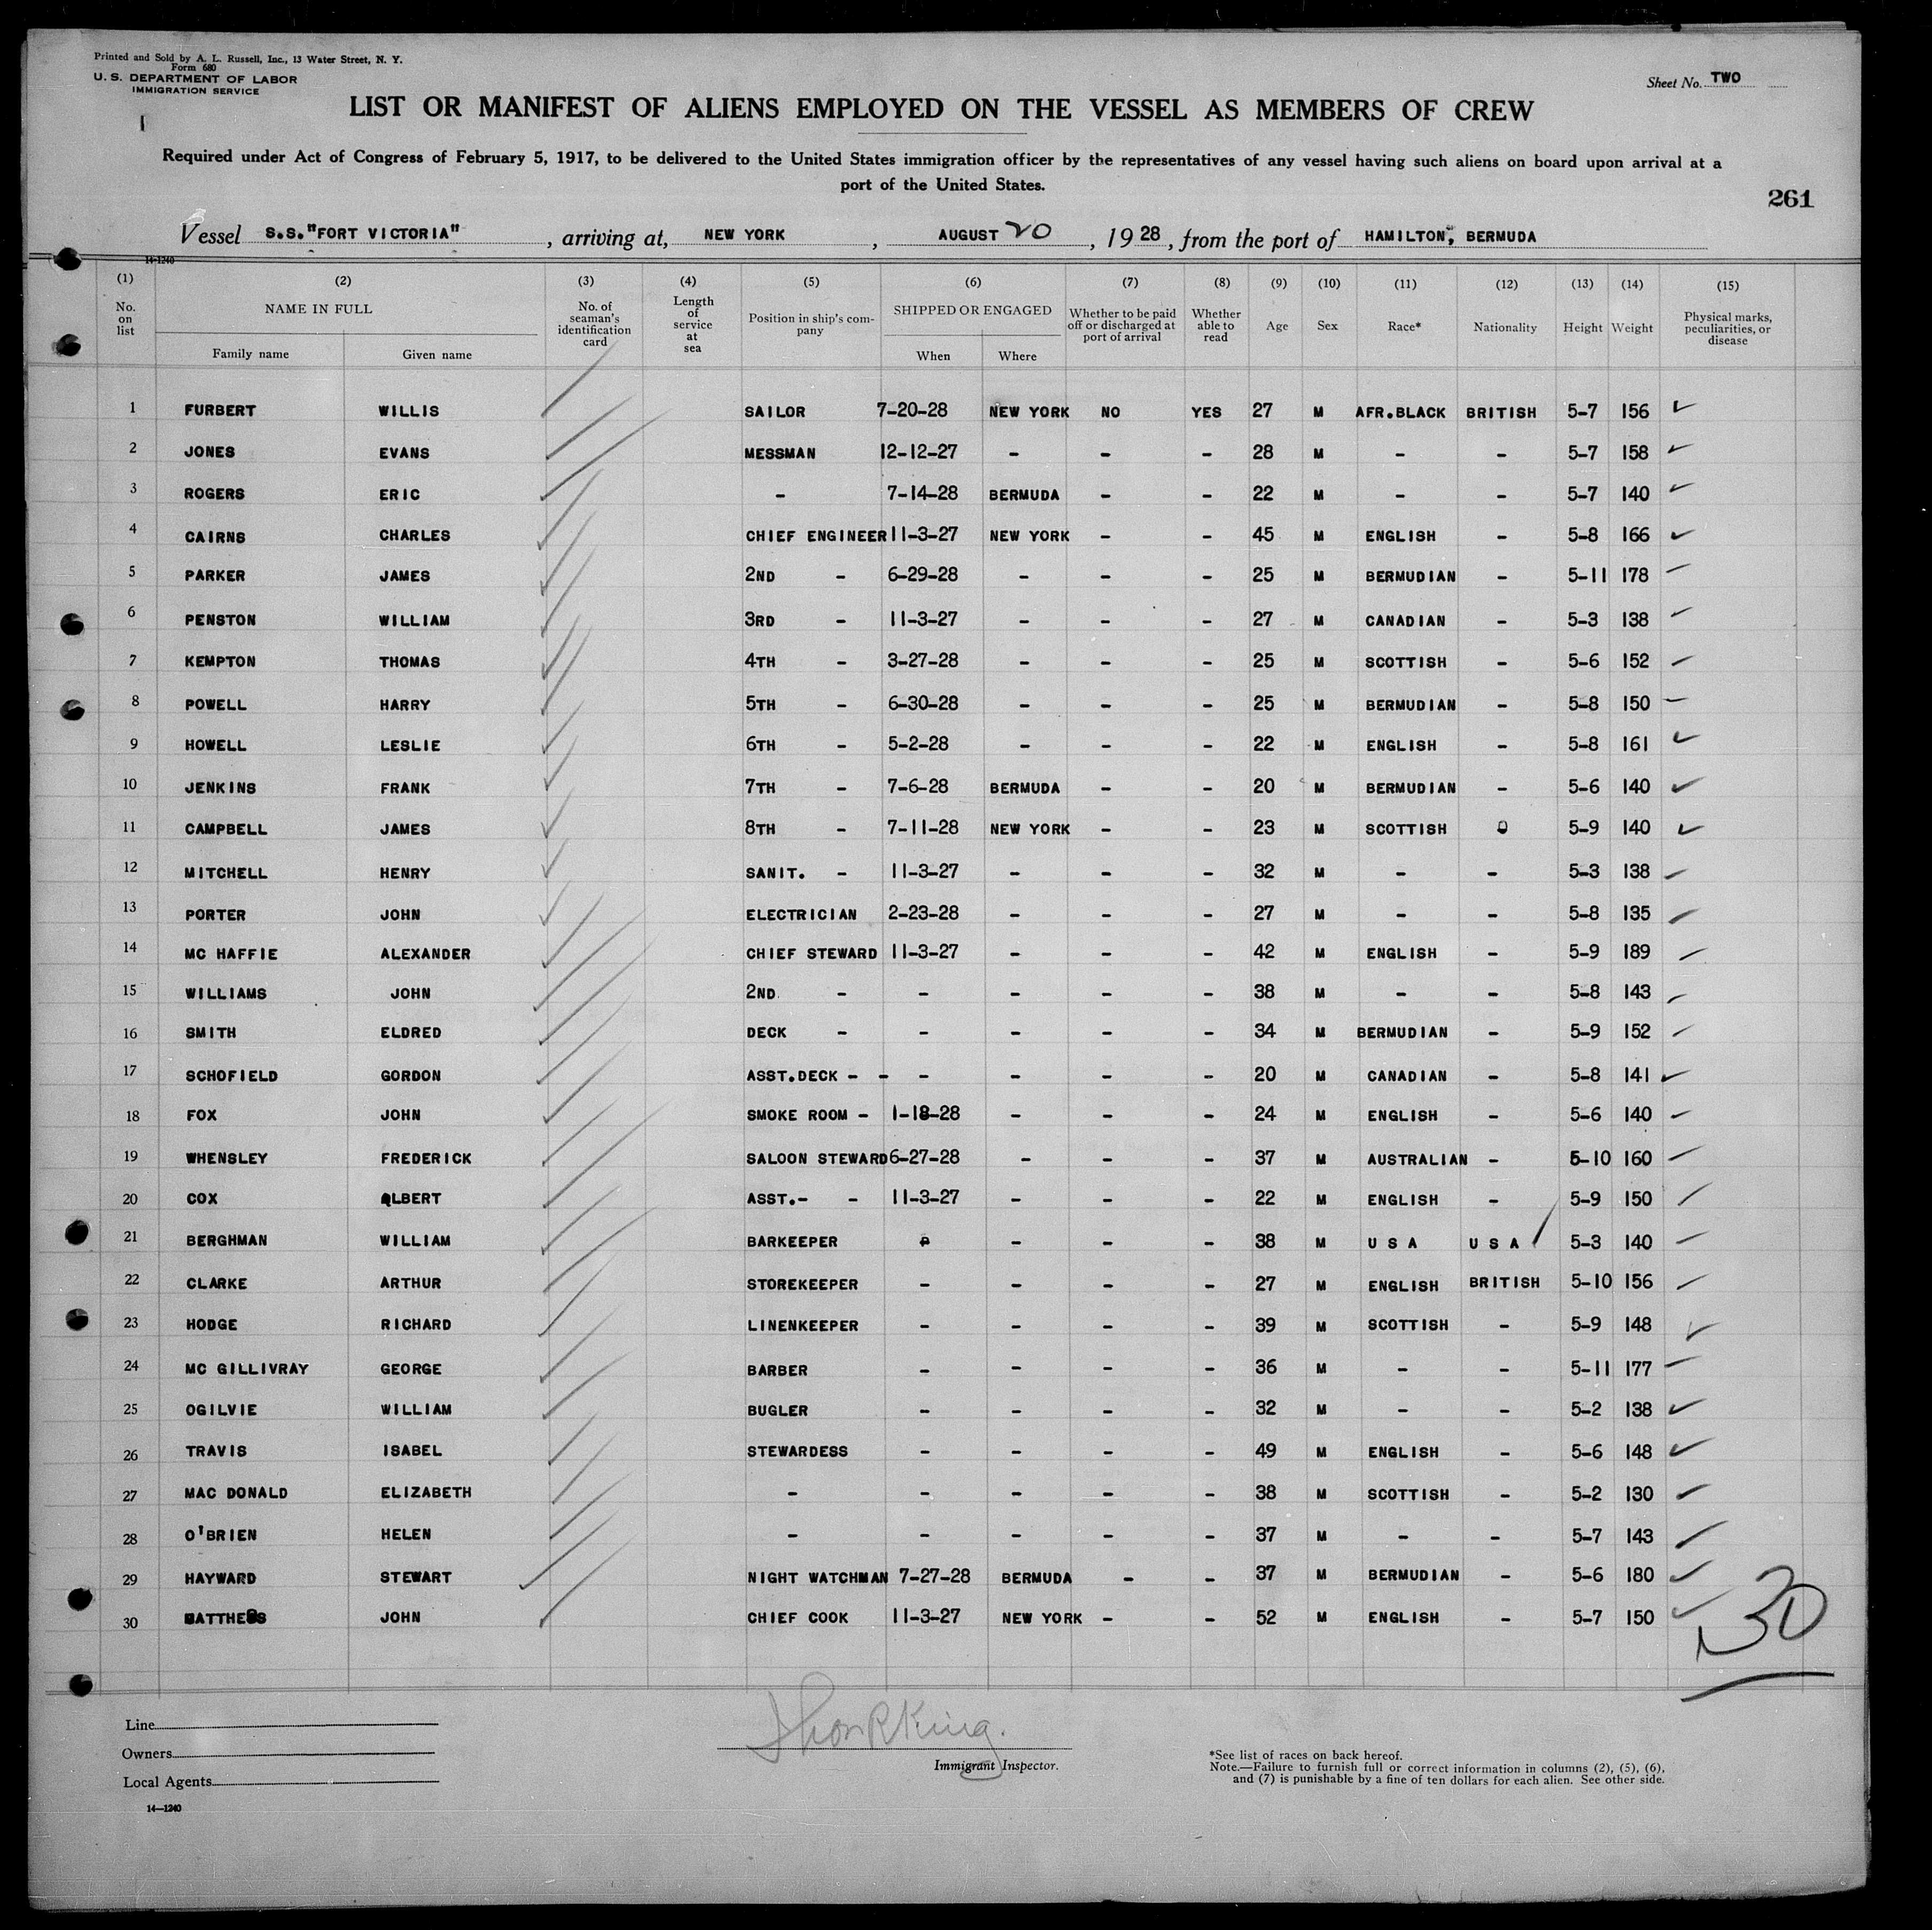 Printed and Sold by A. L. Russell, Inc., 13 Water Street, N. Y.
Form 680
U. S. DEPARTMENT OF LABOR
IMMIGRATION SERVICE
Sheet No. TWO
LIST OR MANIFEST OF ALIENS EMPLOYED ON THE VESSEL AS MEMBERS OF CREW
Required under Act of Congress of February 5, 1917, to be delivered to the United States immigration officer by the representatives of any vessel having such aliens on board upon arrival at a
port of the United States.
261
Vessel S.S."FORT VICTORIA", arriving at, NEW YORK, AUGUST 20, 1928, from the port of HAMILTON, BERMUDA
14-1240
(1) (2) (3) (4) (5) (6) (7) (8) (9) (10) (11) (12) (13) (14) (15)
No. on list NAME IN FULL Family name Given name No. of seaman's identification card Length of service at sea Position in ship's company SHIPPED OR ENGAGED When Where Whether to be paid off or discharged at port of arrival Whether able to read Age Sex Race* Nationality Height Weight Physical marks, peculiarities, or disease
1 FURBERT WILLIS SAILOR 7-20-28 NEW YORK NO YES 27 M AFR.BLACK BRITISH 5-7 156
2 JONES EVANS MESSMAN 12-12-27 - - - 28 M - - 5-7 158
3 ROGERS ERIC - 7-14-28 BERMUDA - - 22 M - - 5-7 140
4 CAIRNS CHARLES CHIEF ENGINEER 11-3-27 NEW YORK - - 45 M ENGLISH - 5-8 166
5 PARKER JAMES 2ND - 6-29-28 - - - 25 M BERMUDIAN - 5-11 178
6 PENSTON WILLIAM 3RD - 11-3-27 - - - 27 M CANADIAN - 5-3 138
7 KEMPTON THOMAS 4TH - 3-27-28 - - - 25 M SCOTTISH - 5-6 152
8 POWELL HARRY 5TH - 6-30-28 - - - 25 M BERMUDIAN - 5-8 150
9 HOWELL LESLIE 6TH - 5-2-28 - - - 22 M ENGLISH - 5-8 161
10 JENKINS FRANK 7TH - 7-6-28 BERMUDA - - 20 M BERMUDIAN - 5-6 140
11 CAMPBELL JAMES 8TH - 7-11-28 NEW YORK - - 23 M SCOTTISH 5-9 140
12 MITCHELL HENRY SANIT. - 11-3-27 - - - 32 M - - 5-3 138
13 PORTER JOHN ELECTRICIAN 2-23-28 - - - 27 M - - 5-8 135
14 MC HAFFIE ALEXANDER CHIEF STEWARD 11-3-27 - - - 42 M ENGLISH - 5-9 189
15 WILLIAMS JOHN 2ND - - - - - 38 M - - 5-8 143
16 SMITH ELDRED DECK - - - - - 34 M BERMUDIAN - 5-9 152
17 SCHOFIELD GORDON ASST.DECK - - - - - - 20 M CANADIAN - 5-8 141
18 FOX JOHN SMOKE ROOM - 1-18-28 - - - 24 M ENGLISH - 5-6 140
19 WHENSLEY FREDERICK SALOON STEWARD 6-27-28 - - - 37 M AUSTRALIAN - 5-10 160
20 COX ALBERT ASST.- - 11-3-27 - - - 22 M ENGLISH - 5-9 150
21 BERGHMAN WILLIAM BARKEEPER - - - 38 M U S A U S A 5-3 140
22 CLARKE ARTHUR STOREKEEPER - - - - 27 M ENGLISH BRITISH 5-10 156
23 HODGE RICHARD LINENKEEPER - - - - 39 M SCOTTISH - 5-9 148
24 MC GILLIVRAY GEORGE BARBER - - - - 36 M - - 5-11 177
25 OGILVIE WILLIAM BUGLER - - - - 32 M - - 5-2 138
26 TRAVIS ISABEL STEWARDESS - - - - 49 M ENGLISH - 5-6 148
27 MAC DONALD ELIZABETH - - - - - 38 M SCOTTISH - 5-2 130
28 O'BRIEN HELEN - - - - - 37 M - - 5-7 143
29 HAYWARD STEWART NIGHT WATCHMAN 7-27-28 BERMUDA - - 37 M BERMUDIAN - 5-6 180
30 JOHN CHIEF COOK 11-3-27 NEW YORK - - 52 M ENGLISH - 5-7 150
30
Line
Owners
Local Agents
14—1240
King.
Immigrant Inspector.
*See list of races on back hereof.
Note.—Failure to furnish full or correct information in columns (2), (5), (6),
and (7) is punishable by a fine of ten dollars for each alien. See other side.